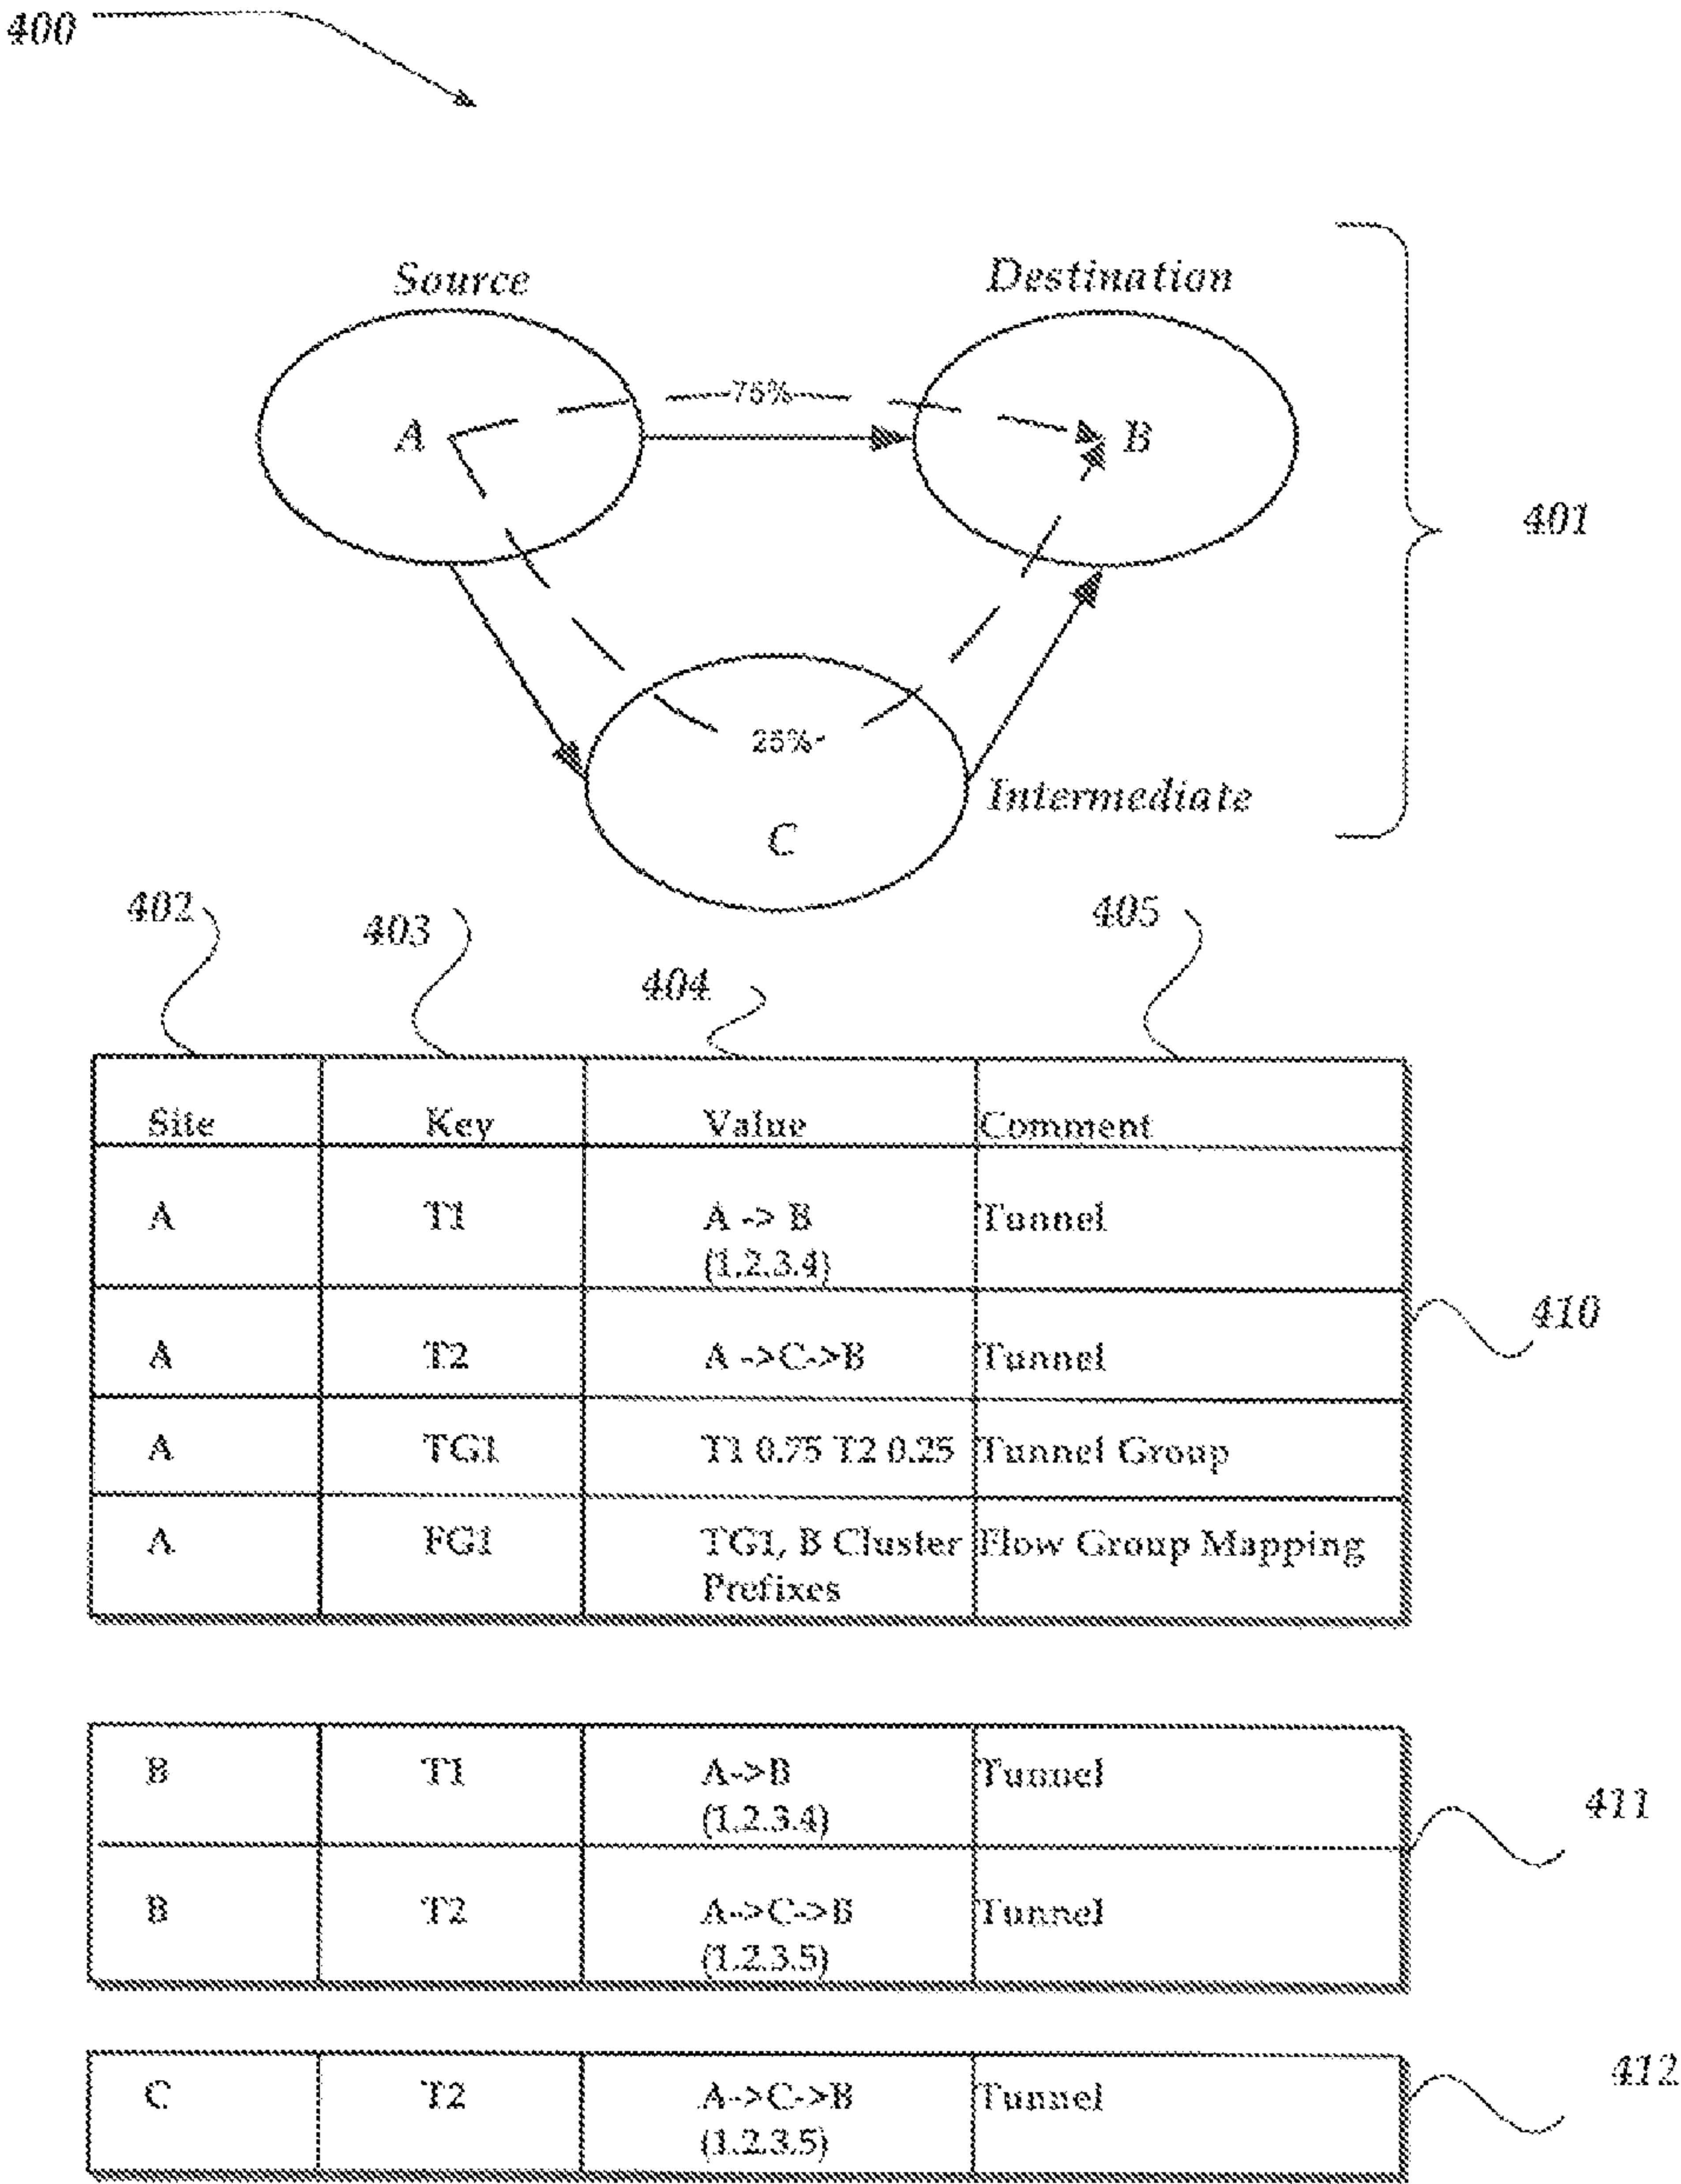 400
Source
Destination
75%
A
B
401
25%
Intermediate
C
402
403
404
405
Site Key Value Comment
A T1 A -> B Tunnel
(1.2.3.4)
410
A T2 A ->C->B Tunnel
A TG1 T1 0.75 T2 0.25 Tunnel Group
A FG1 TG1, B Cluster Flow Group Mapping
Prefixes
B T1 A->B Tunnel
(1.2.3.4)
411
B T2 A->C->B Tunnel
(1.2.3.5)
412
C T2 A->C->B Tunnel
(1.2.3.5)